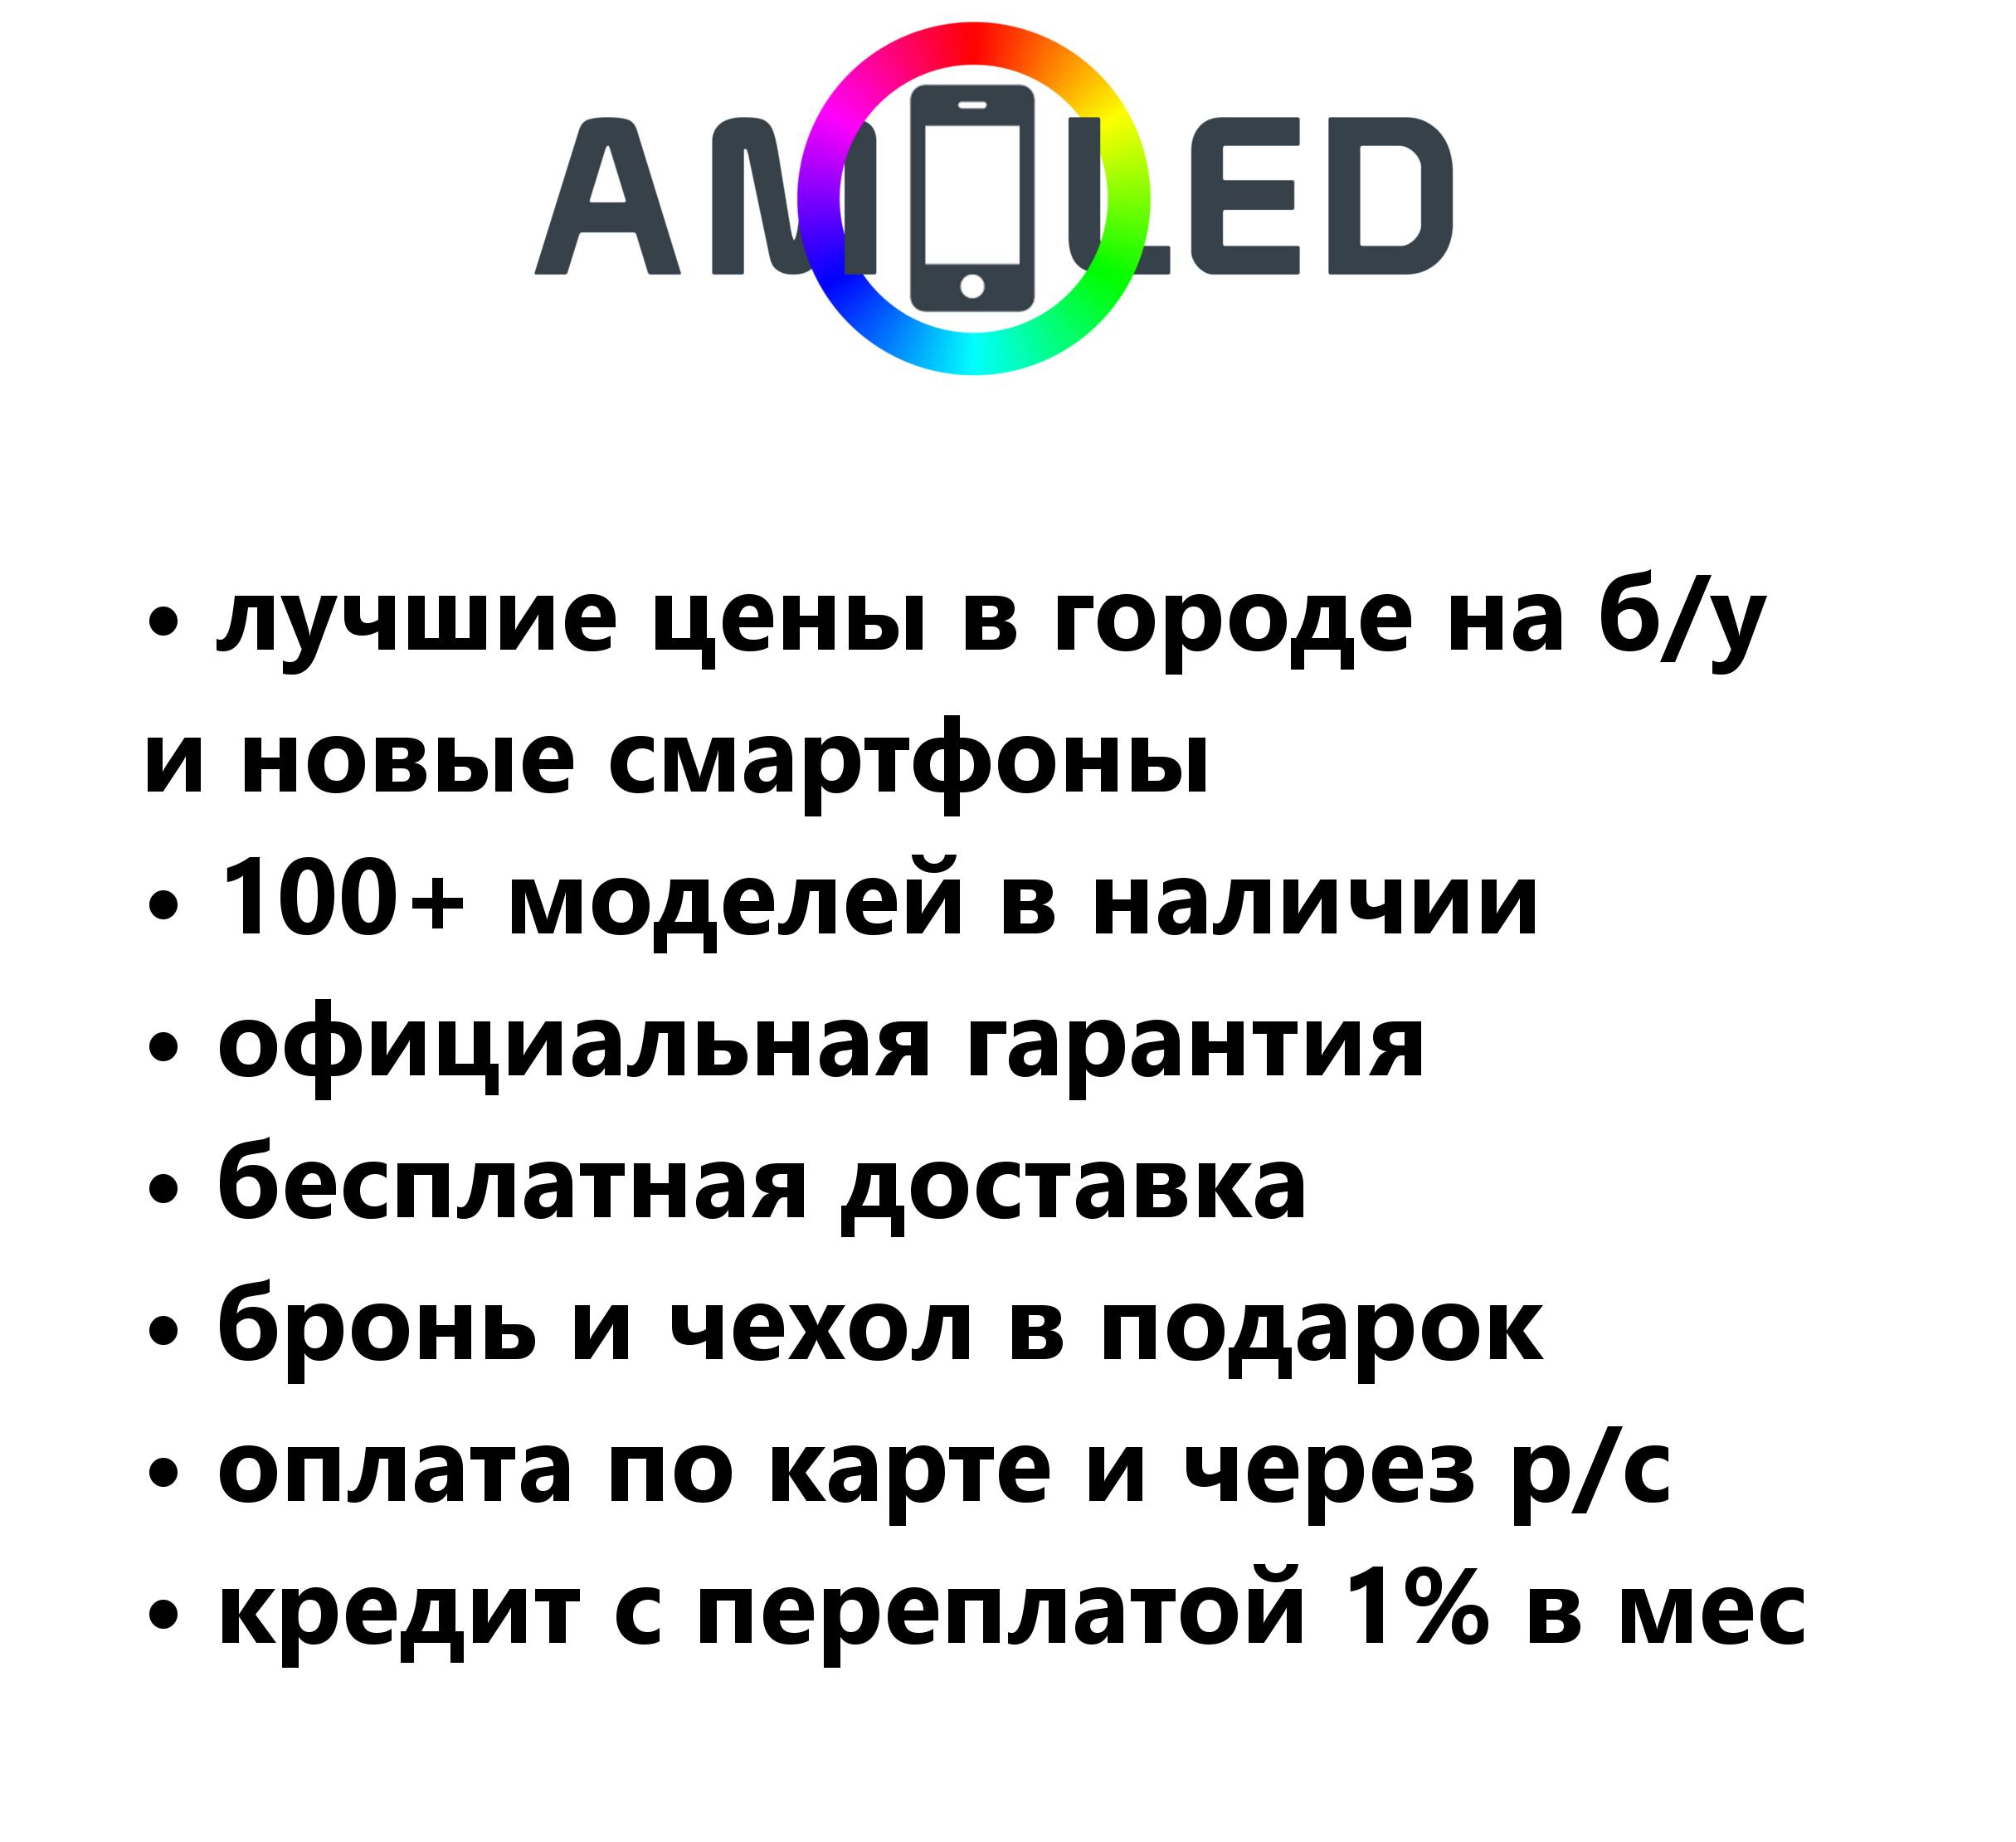 AMOLED
• лучшие цены в городе на б/у
и новые смартфоны
• 100+ моделей в наличии
• официальная гарантия
• бесплатная доставка
• бронь и чехол в подарок
• оплата по карте и через р/с
• кредит с переплатой 1% в мес